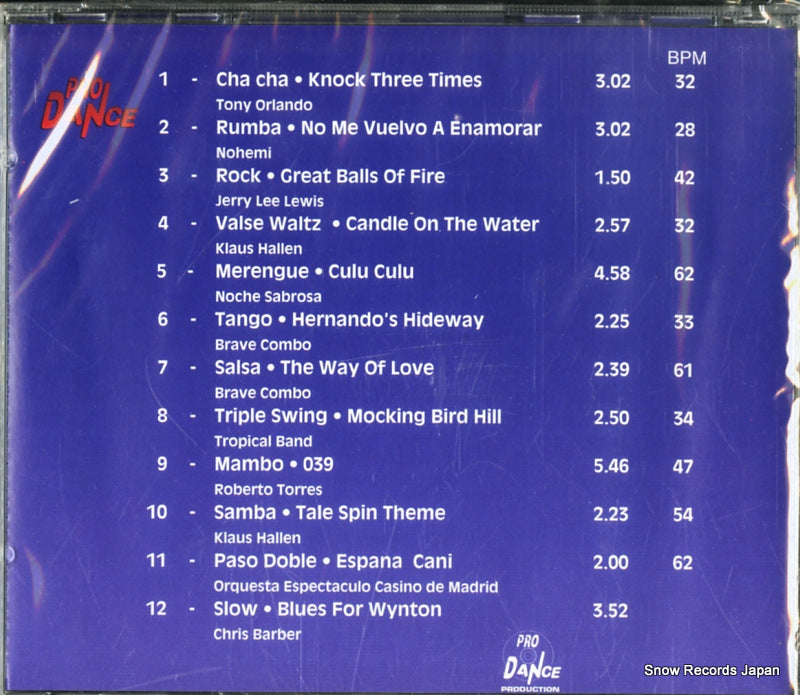 BPM
PRO
DANCE
1 - Cha cha • Knock Three Times 3.02 32
Tony Orlando
2 - Rumba • No Me Vuelvo A Enamorar 3.02 28
Nohemi
3 - Rock • Great Balls Of Fire 1.50 42
Jerry Lee Lewis
4 - Valse Waltz • Candle On The Water 2.57 32
Klaus Hallen
5 - Merengue • Culu Culu 4.58 62
Noche Sabrosa
6 - Tango • Hernando's Hideway 2.25 33
Brave Combo
7 - Salsa • The Way Of Love 2.39 61
Brave Combo
8 - Triple Swing • Mocking Bird Hill 2.50 34
Tropical Band
9 - Mambo • 039 5.46 47
Roberto Torres
10 - Samba • Tale Spin Theme 2.23 54
Klaus Hallen
11 - Paso Doble • Espana Cani 2.00 62
Orquesta Espectaculo Casino de Madrid
12 - Slow • Blues For Wynton 3.52
Chris Barber
PRO
DANCE
PRODUCTION
Snow Records Japan